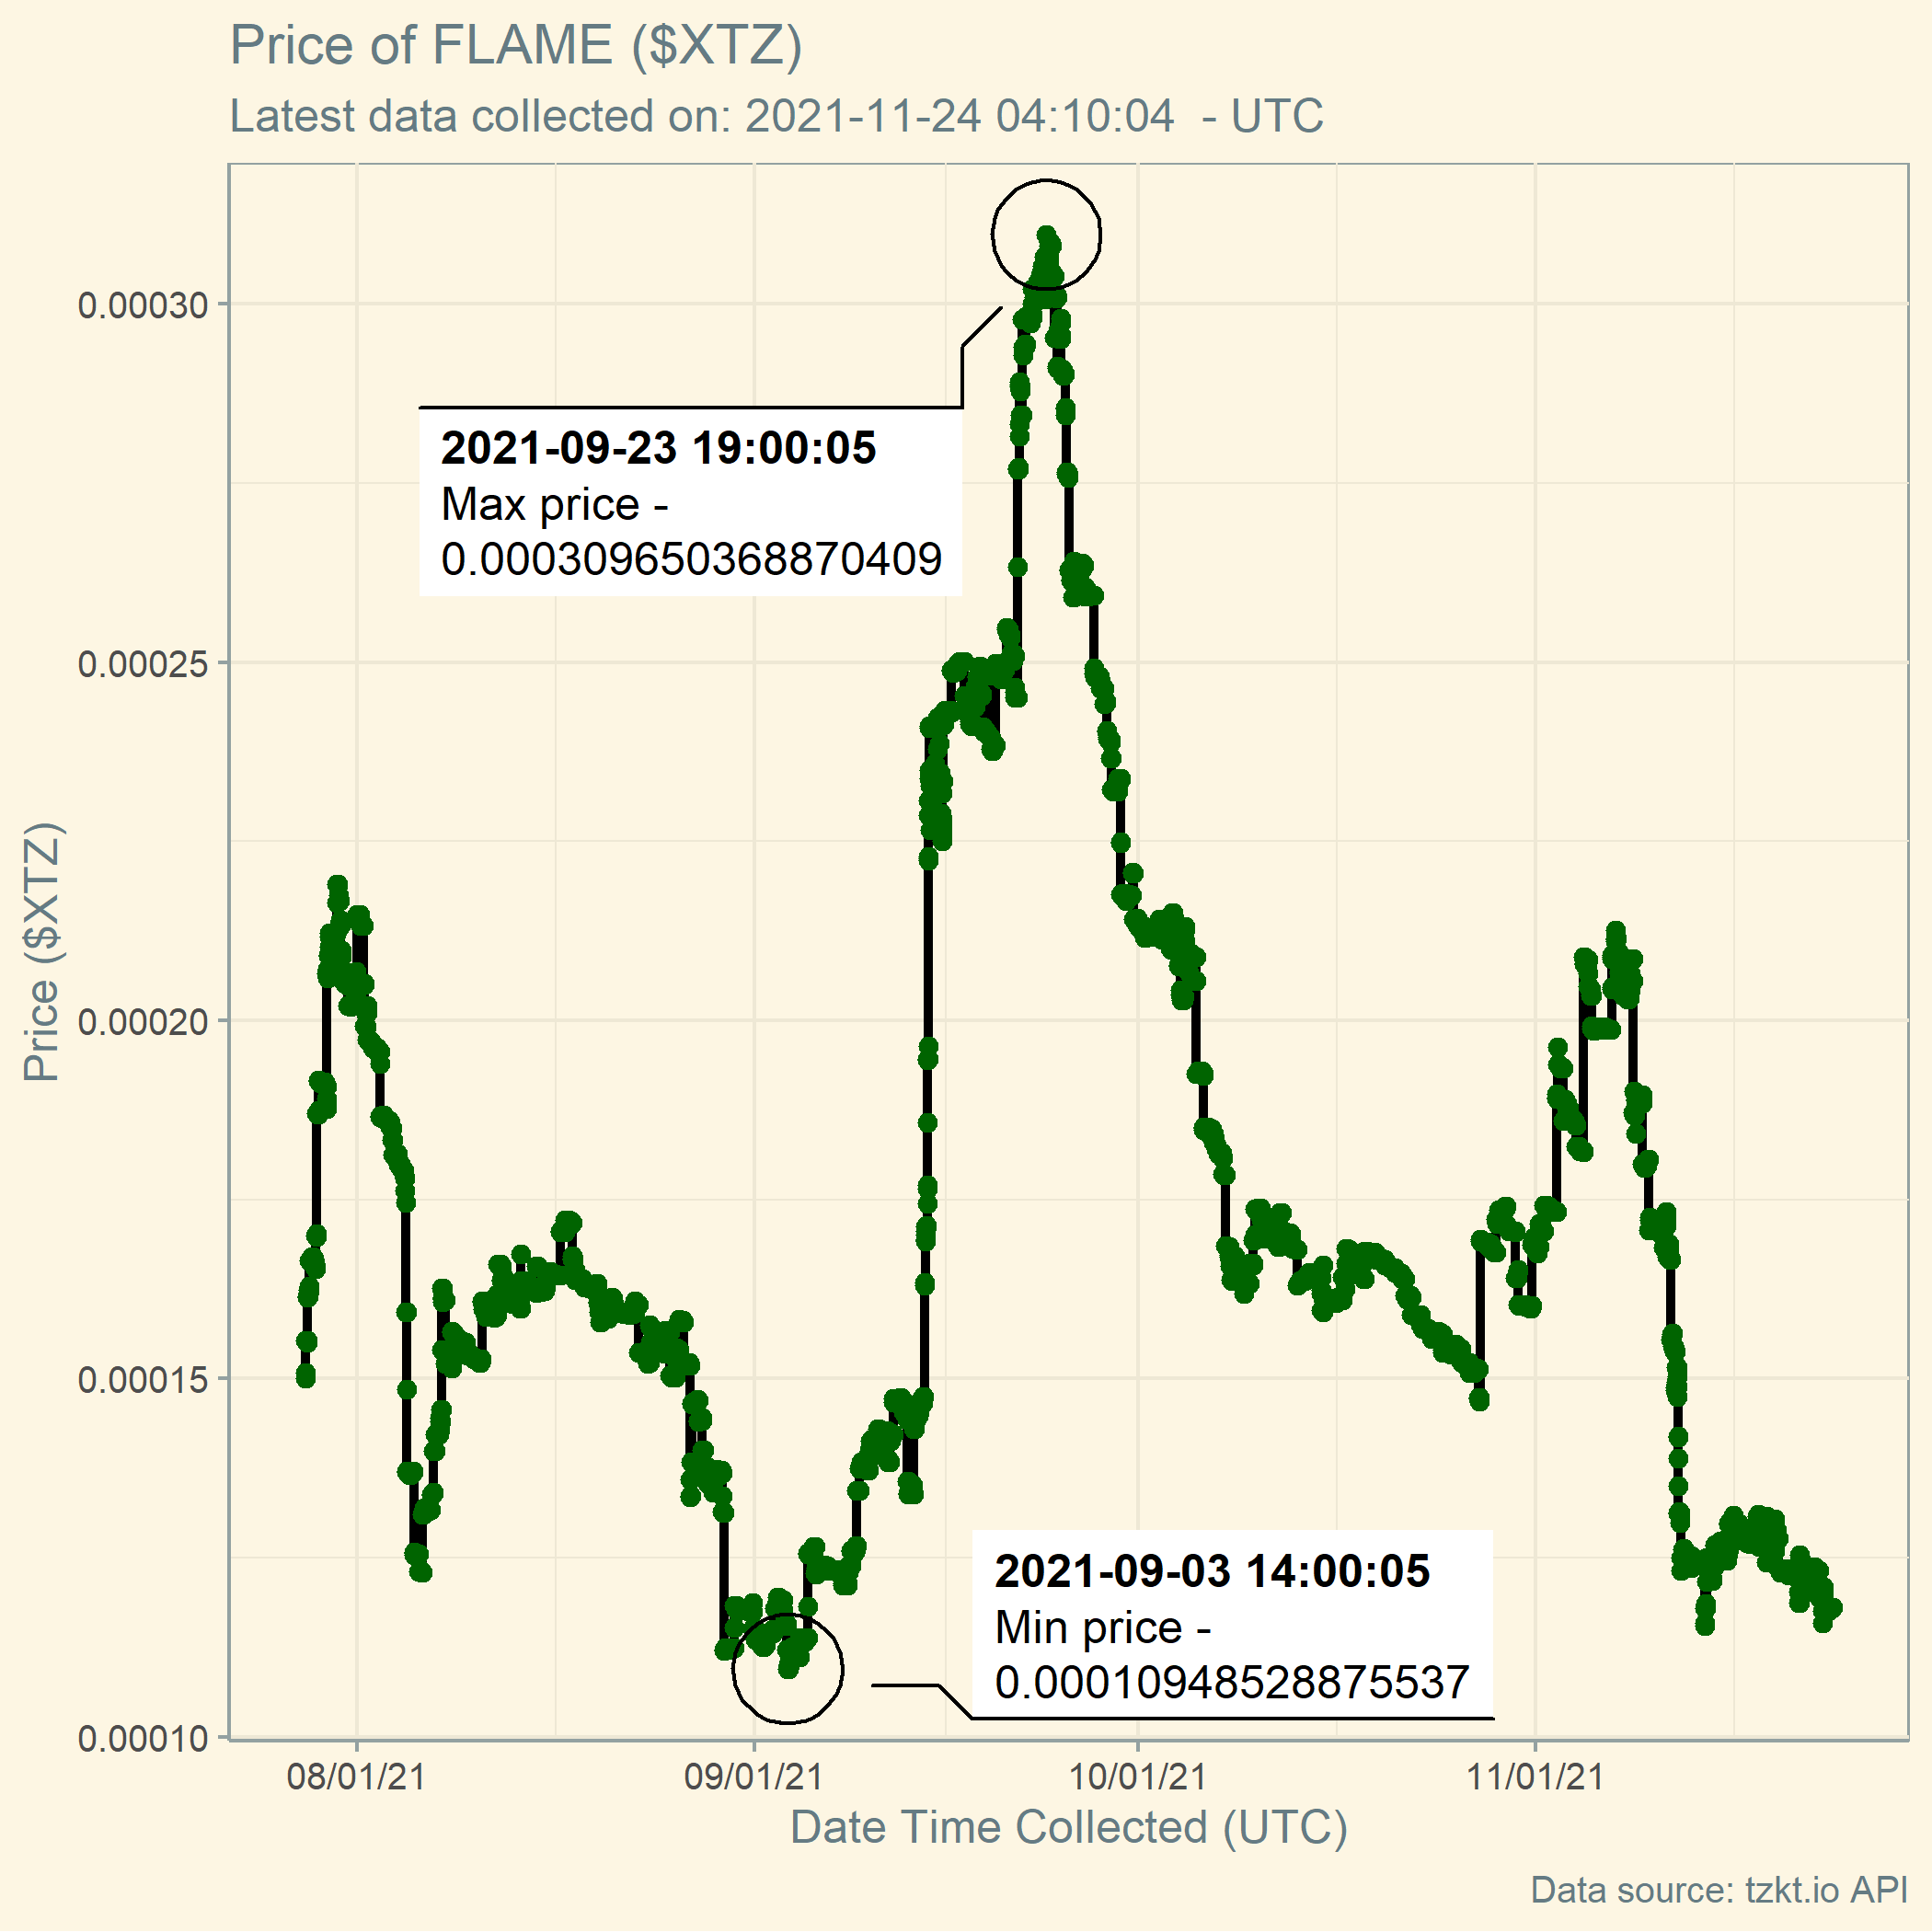 Price of FLAME ($XTZ)
Latest data collected on: 2021-11-24 04:10:04  - UTC
0.00030
2021-09-23 19:00:05
Max price -
0.000309650368870409
0.00025
Price ($XTZ)
0.00020
0.00015
2021-09-03 14:00:05
Min price -
0.000109485288755537
0.00010
08/01/21
09/01/21
10/01/21
11/01/21
Date Time Collected (UTC)
Data source: tzkt.io API